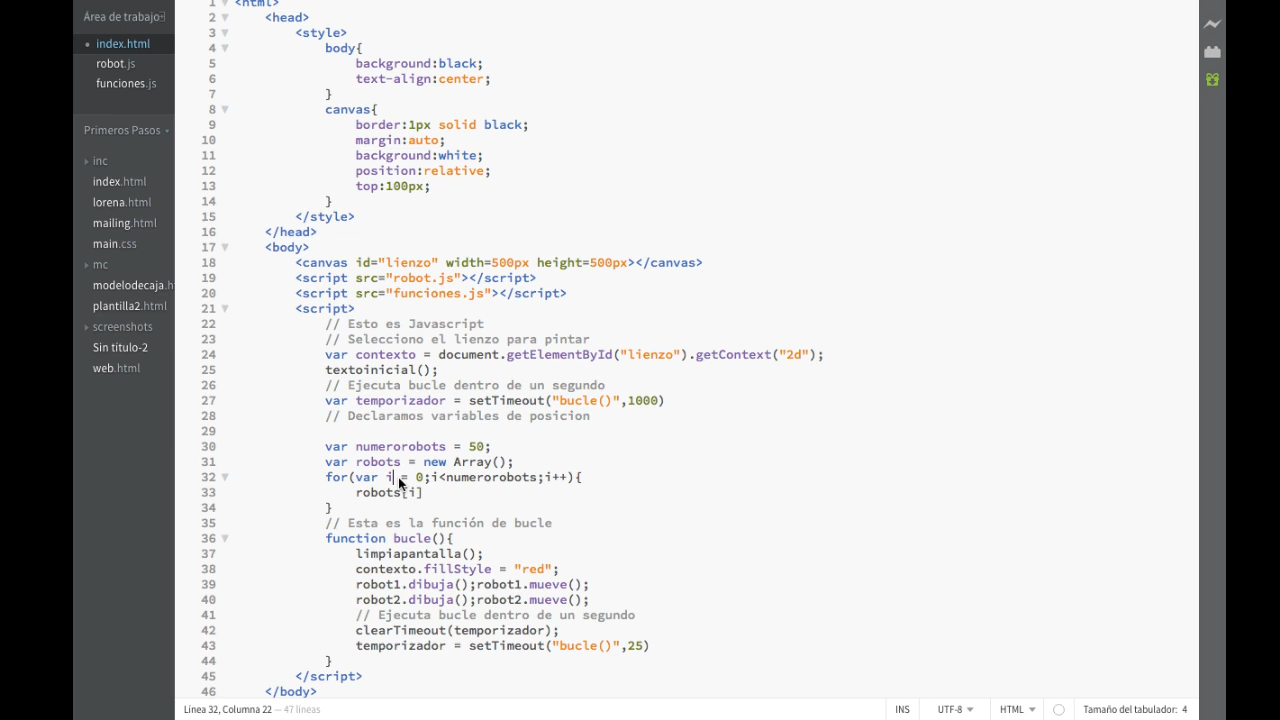 Área de trabajo
index.html
robot.js
funciones.js
Primeros Pasos
inc
index.html
lorena.html
mailing.html
main.css
mc
modelodecaja.h
plantilla2.html
screenshots
Sin título-2
web.html
1 <html>
2 <head>
3 <style>
4 body{
5 background:black;
6 text-align:center;
7 }
8 canvas{
9 border:1px solid black;
10 margin:auto;
11 background:white;
12 position:relative;
13 top:100px;
14 }
15 </style>
16 </head>
17 <body>
18 <canvas id="lienzo" width=500px height=500px></canvas>
19 <script src="robot.js"></script>
20 <script src="funciones.js"></script>
21 <script>
22 // Esto es Javascript
23 // Selecciono el lienzo para pintar
24 var contexto = document.getElementById("lienzo").getContext("2d");
25 textoinicial();
26 // Ejecuta bucle dentro de un segundo
27 var temporizador = setTimeout("bucle()",1000)
28 // Declaramos variables de posicion
29
30 var numerorobots = 50;
31 var robots = new Array();
32 for(var i = 0;i<numerorobots;i++){
33 robots[i]
34 }
35 // Esta es la función de bucle
36 function bucle(){
37 limpiapantalla();
38 contexto.fillStyle = "red";
39 robot1.dibuja();robot1.mueve();
40 robot2.dibuja();robot2.mueve();
41 // Ejecuta bucle dentro de un segundo
42 clearTimeout(temporizador);
43 temporizador = setTimeout("bucle()",25)
44 }
45 </script>
46 </body>
Línea 32, Columna 22 — 47 líneas
INS UTF-8 HTML Tamaño del tabulador: 4